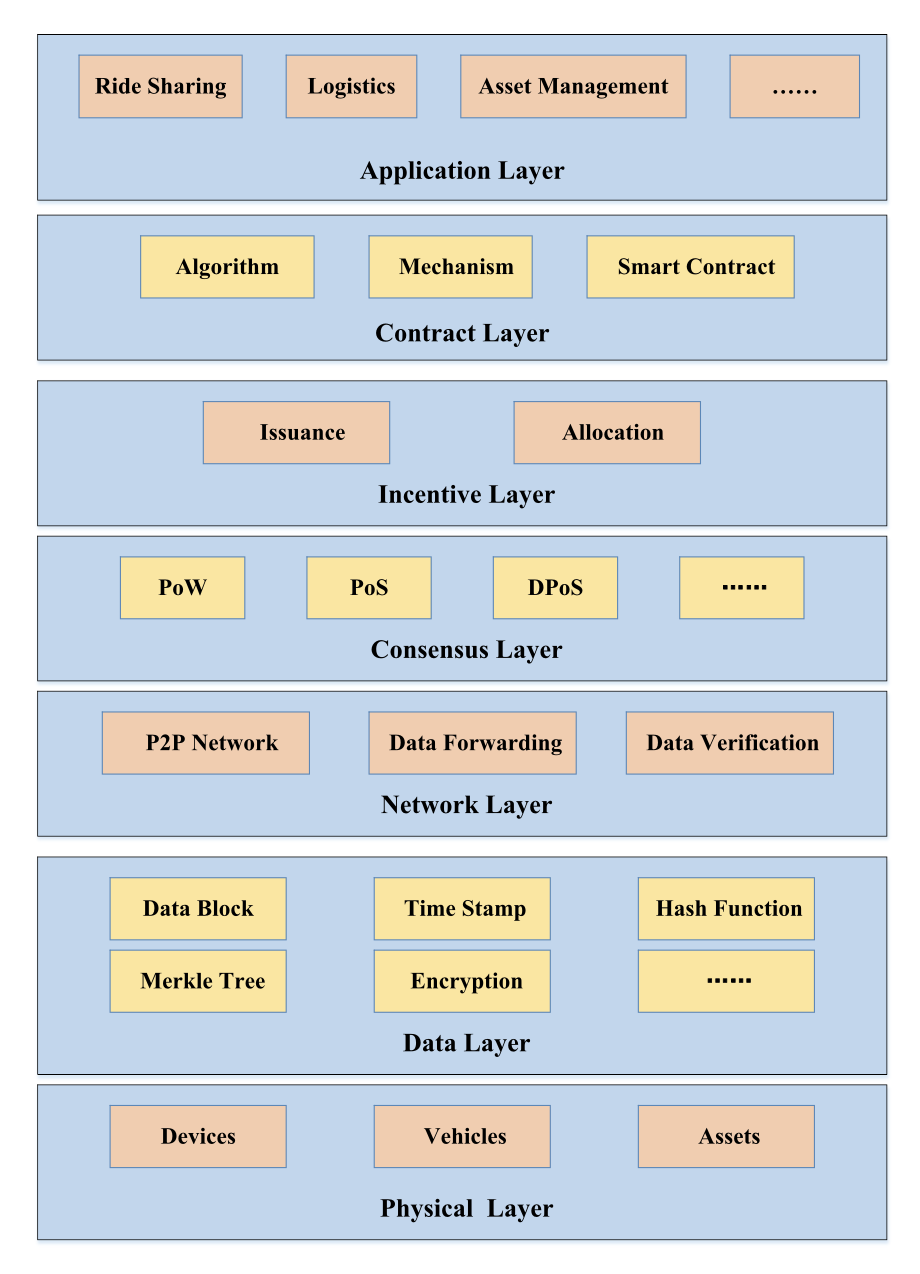 Ride Sharing
Logistics
Asset Management
......
Application Layer
Algorithm
Mechanism
Smart Contract
Contract Layer
Issuance
Allocation
Incentive Layer
PoW
PoS
DPoS
......
Consensus Layer
P2P Network
Data Forwarding
Data Verification
Network Layer
Data Block
Time Stamp
Hash Function
Merkle Tree
Encryption
......
Data Layer
Devices
Vehicles
Assets
Physical  Layer